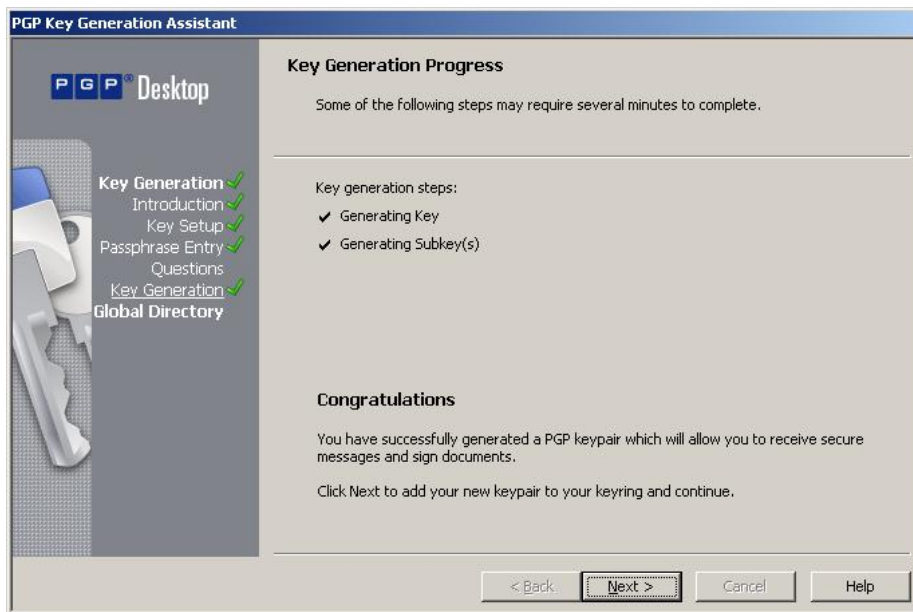 PGP Key Generation Assistant
PGP® Desktop
Key Generation
Introduction
Key Setup
Passphrase Entry
Questions
Key Generation
Global Directory
Key Generation Progress
Some of the following steps may require several minutes to complete.
Key generation steps:
Generating Key
Generating Subkey(s)
Congratulations
You have successfully generated a PGP keypair which will allow you to receive secure
messages and sign documents.
Click Next to add your new keypair to your keyring and continue.
< Back
Next >
Cancel
Help